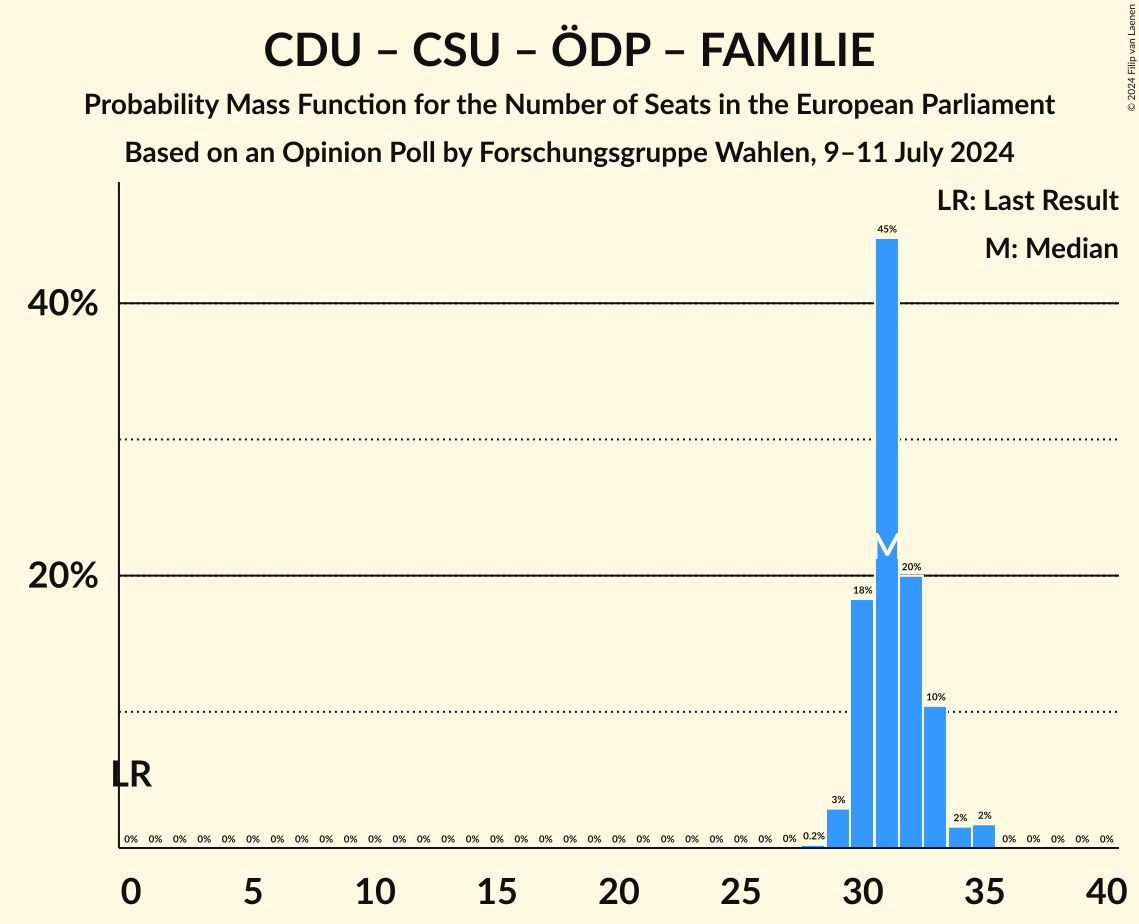 CDU – CSU – ÖDP – FAMILIE
Probability Mass Function for the Number of Seats in the European Parliament
Based on an Opinion Poll by Forschungsgruppe Wahlen, 9–11 July 2024
© 2024 Filip van Laenen
LR: Last Result
M: Median
45%
40%
M
20%
20%
18%
10%
LR
3%
2%
2%
0% 0% 0% 0% 0% 0% 0% 0% 0% 0% 0% 0% 0% 0% 0% 0% 0% 0% 0% 0% 0% 0% 0% 0% 0% 0% 0% 0% 0.2% 0% 0% 0% 0% 0%
0 5 10 15 20 25 30 35 40